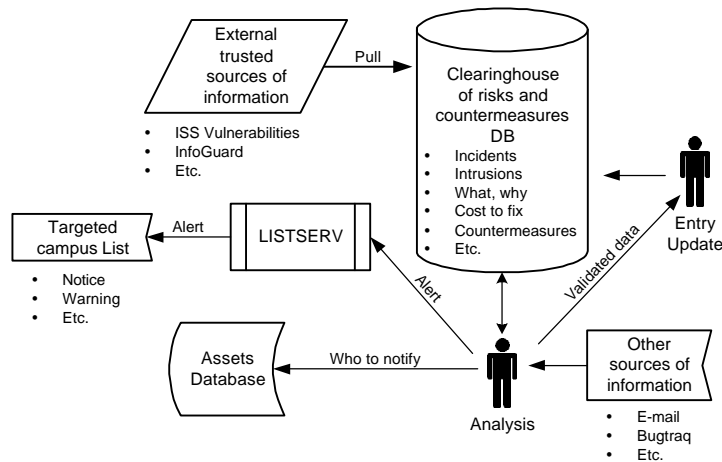 External
trusted
sources of
information
• ISS Vulnerabilities
• InfoGuard
• Etc.
Pull
Clearinghouse
of risks and
countermeasures
DB
• Incidents
• Intrusions
• What, why
• Cost to fix
• Countermeasures
• Etc.
Entry
Update
Targeted
campus List
• Notice
• Warning
• Etc.
Alert
LISTSERV
Alert
Validated data
Assets
Database
Who to notify
Analysis
Other
sources of
information
• E-mail
• Bugtraq
• Etc.